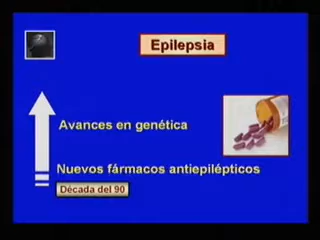 Epilepsia
Avances en genética
Nuevos fármacos antiepilépticos
Década del 90